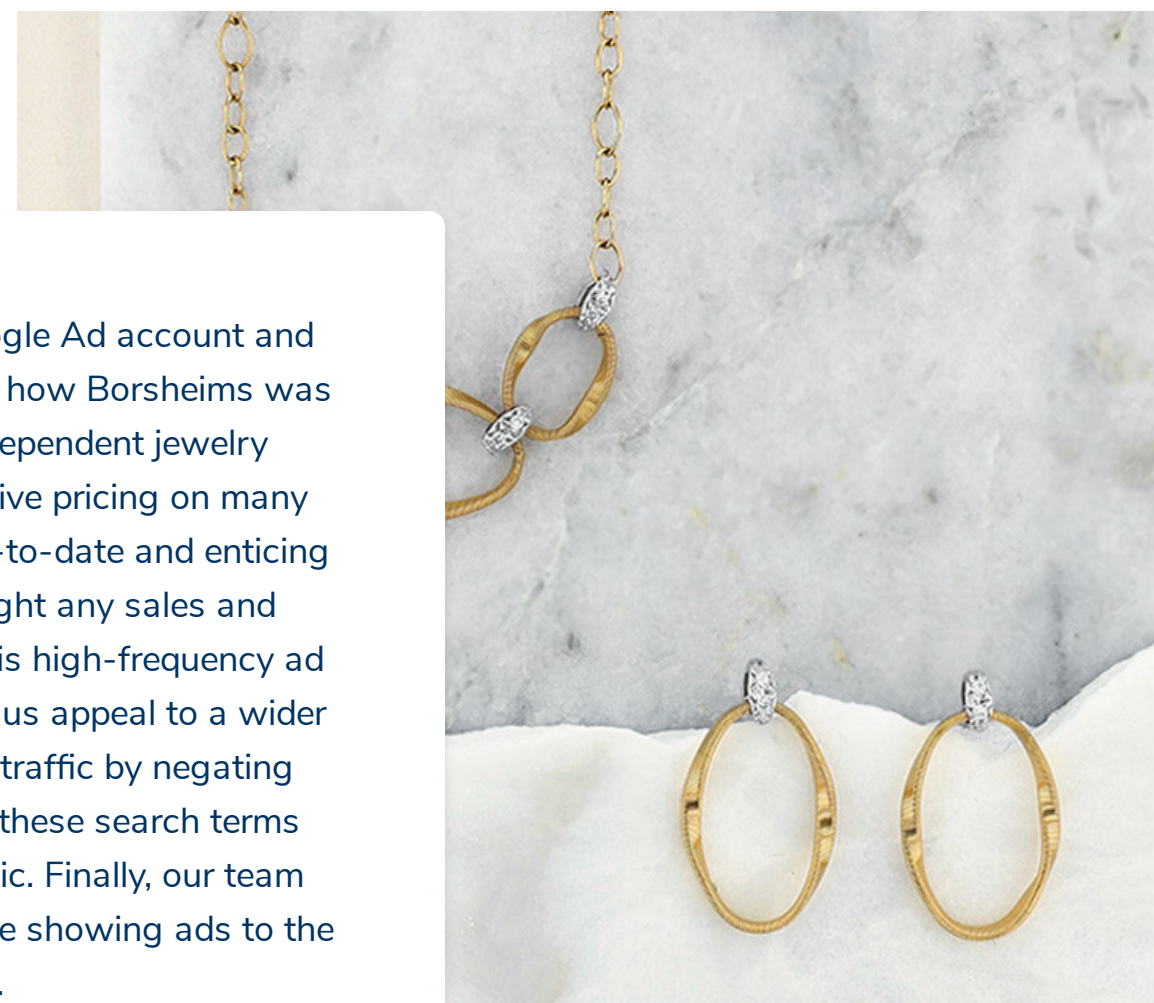 ogle Ad account and
how Borsheims was
ependent jewelry
ive pricing on many
-to-date and enticing
ght any sales and
is high-frequency ad
us appeal to a wider
traffic by negating
these search terms
ic. Finally, our team
e showing ads to the
.